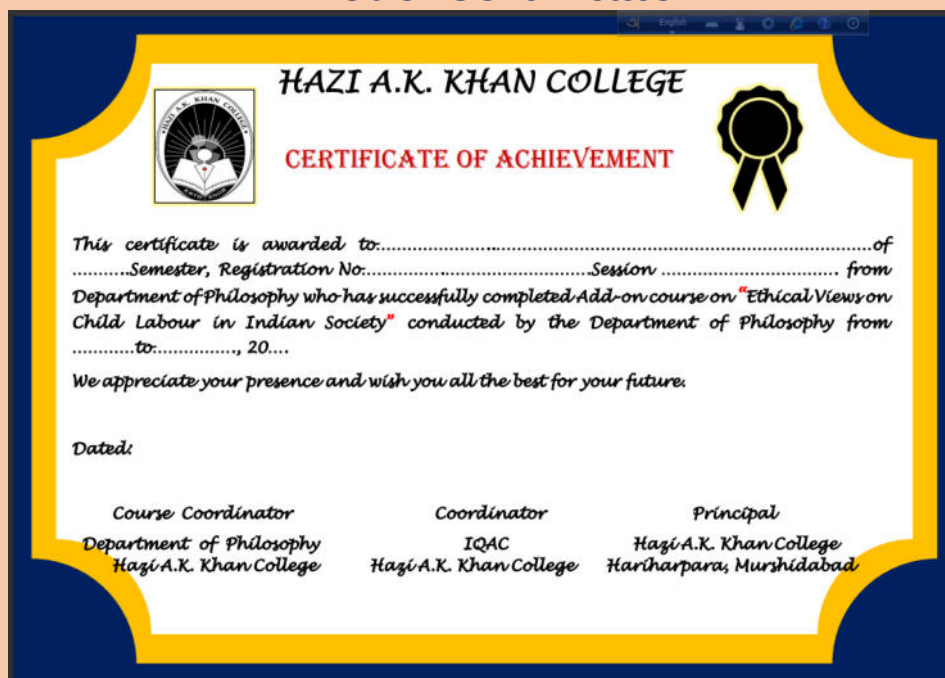 English
HAZI A.K. KHAN COLLEGE
HAZI A.K. KHAN COLLEGE
CERTIFICATE OF ACHIEVEMENT
This certificate is awarded to.............................................................................................of
...........Semester, Registration No...........................................Session ................................. from
Department of Philosophy who has successfully completed Add-on course on "Ethical Views on
Child Labour in Indian Society" conducted by the Department of Philosophy from
............to..............., 20....
We appreciate your presence and wish you all the best for your future.
Dated:
Course Coordinator
Department of Philosophy
Hazi A.K. Khan College
Coordinator
IQAC
Hazi A.K. Khan College
Principal
Hazi A.K. Khan College
Hariharpara, Murshidabad